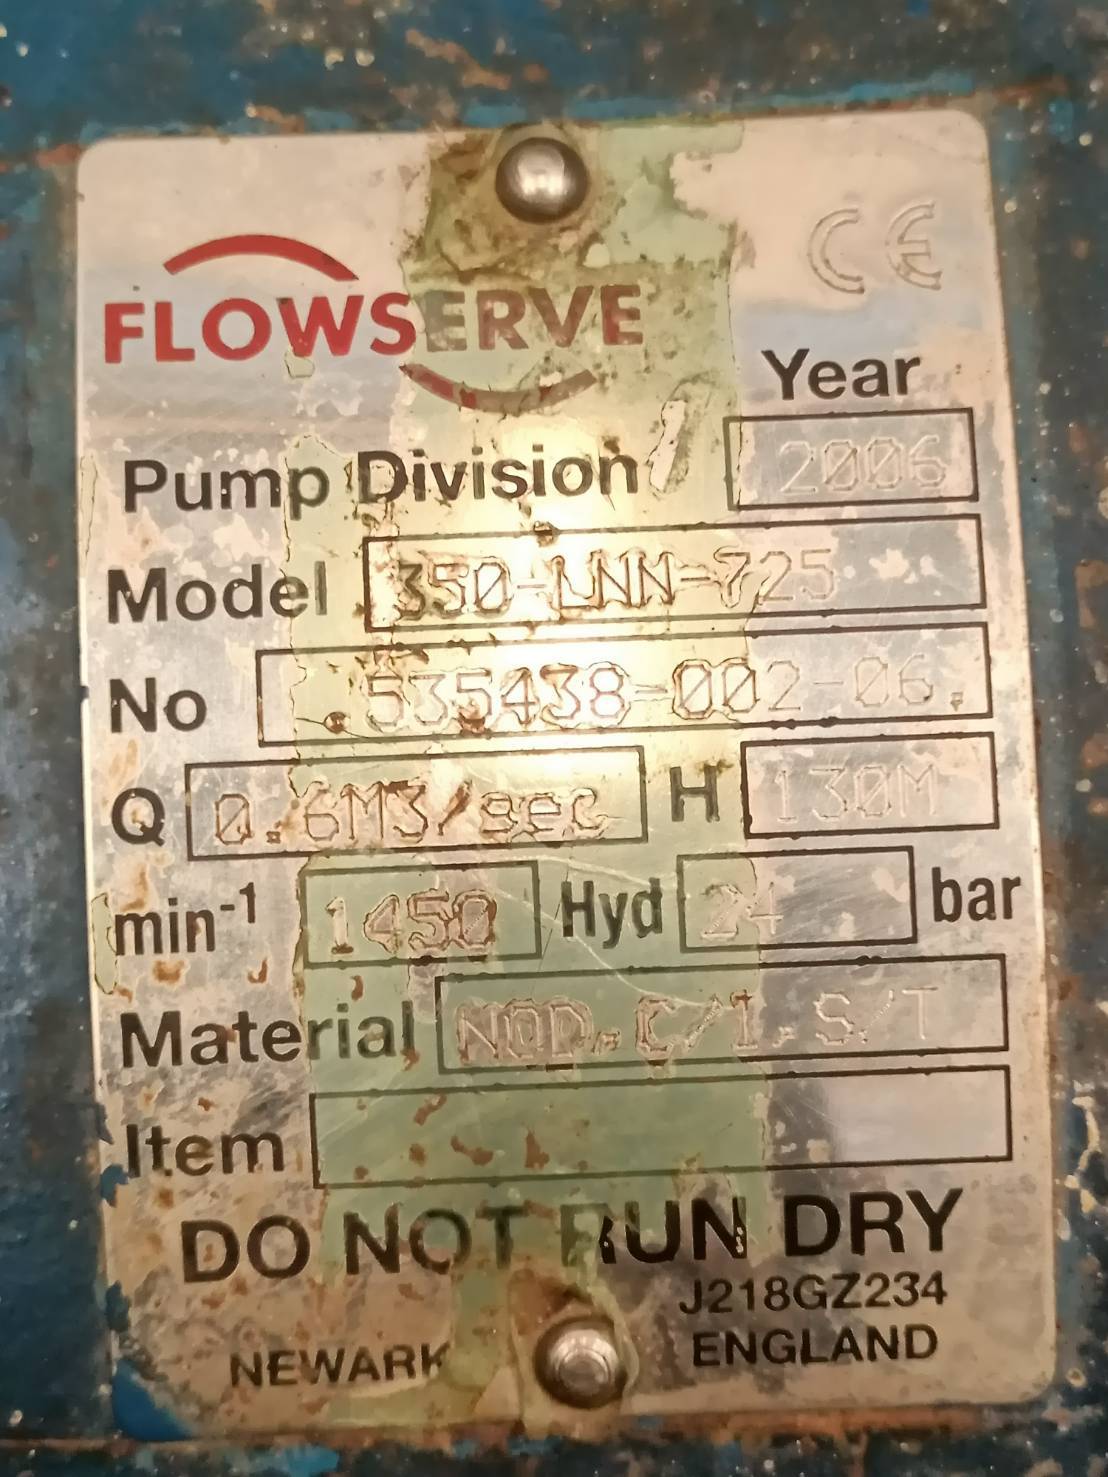 CE
FLOWSERVE
Year
Pump Division 2006
Model 350-LNN-725
No .535438-002-06.
Q 0.6M3/sec H 130M
min-1 1450 Hyd 24 bar
Material NOD.C/I.S/T
Item
DO NOT RUN DRY
J218GZ234
NEWARK ENGLAND